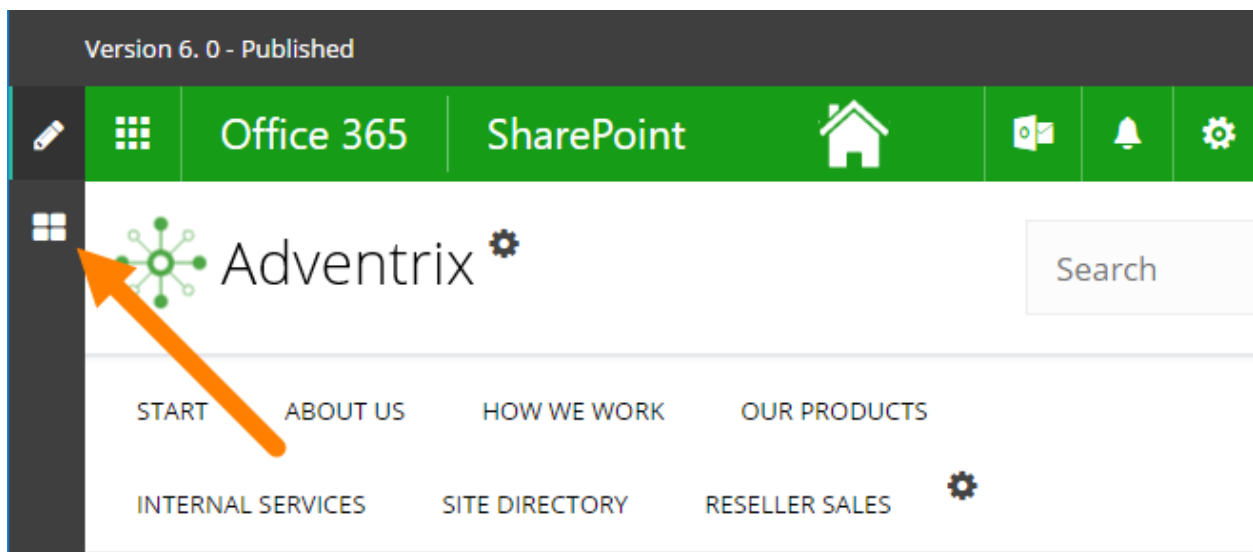 Version 6. 0 - Published
Office 365 SharePoint
Adventrix
Search
START ABOUT US HOW WE WORK OUR PRODUCTS
INTERNAL SERVICES SITE DIRECTORY RESELLER SALES